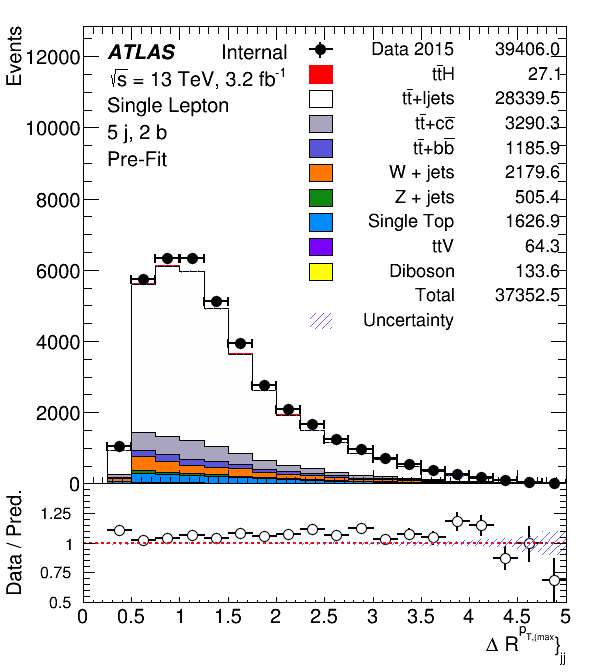 Events
ATLAS Internal
√s = 13 TeV, 3.2 fb⁻¹
Single Lepton
5 j, 2 b
Pre-Fit
Data 2015 39406.0
tt̄H 27.1
tt̄+ljets 28339.5
tt̄+cc̄ 3290.3
tt̄+bb̄ 1185.9
W + jets 2179.6
Z + jets 505.4
Single Top 1626.9
ttV 64.3
Diboson 133.6
Total 37352.5
Uncertainty
12000
10000
8000
6000
4000
2000
0
Data / Pred.
1.25
1
0.75
0.5
0 0.5 1 1.5 2 2.5 3 3.5 4 4.5 5
Δ R^{p_{T,(max}}}_{jj}